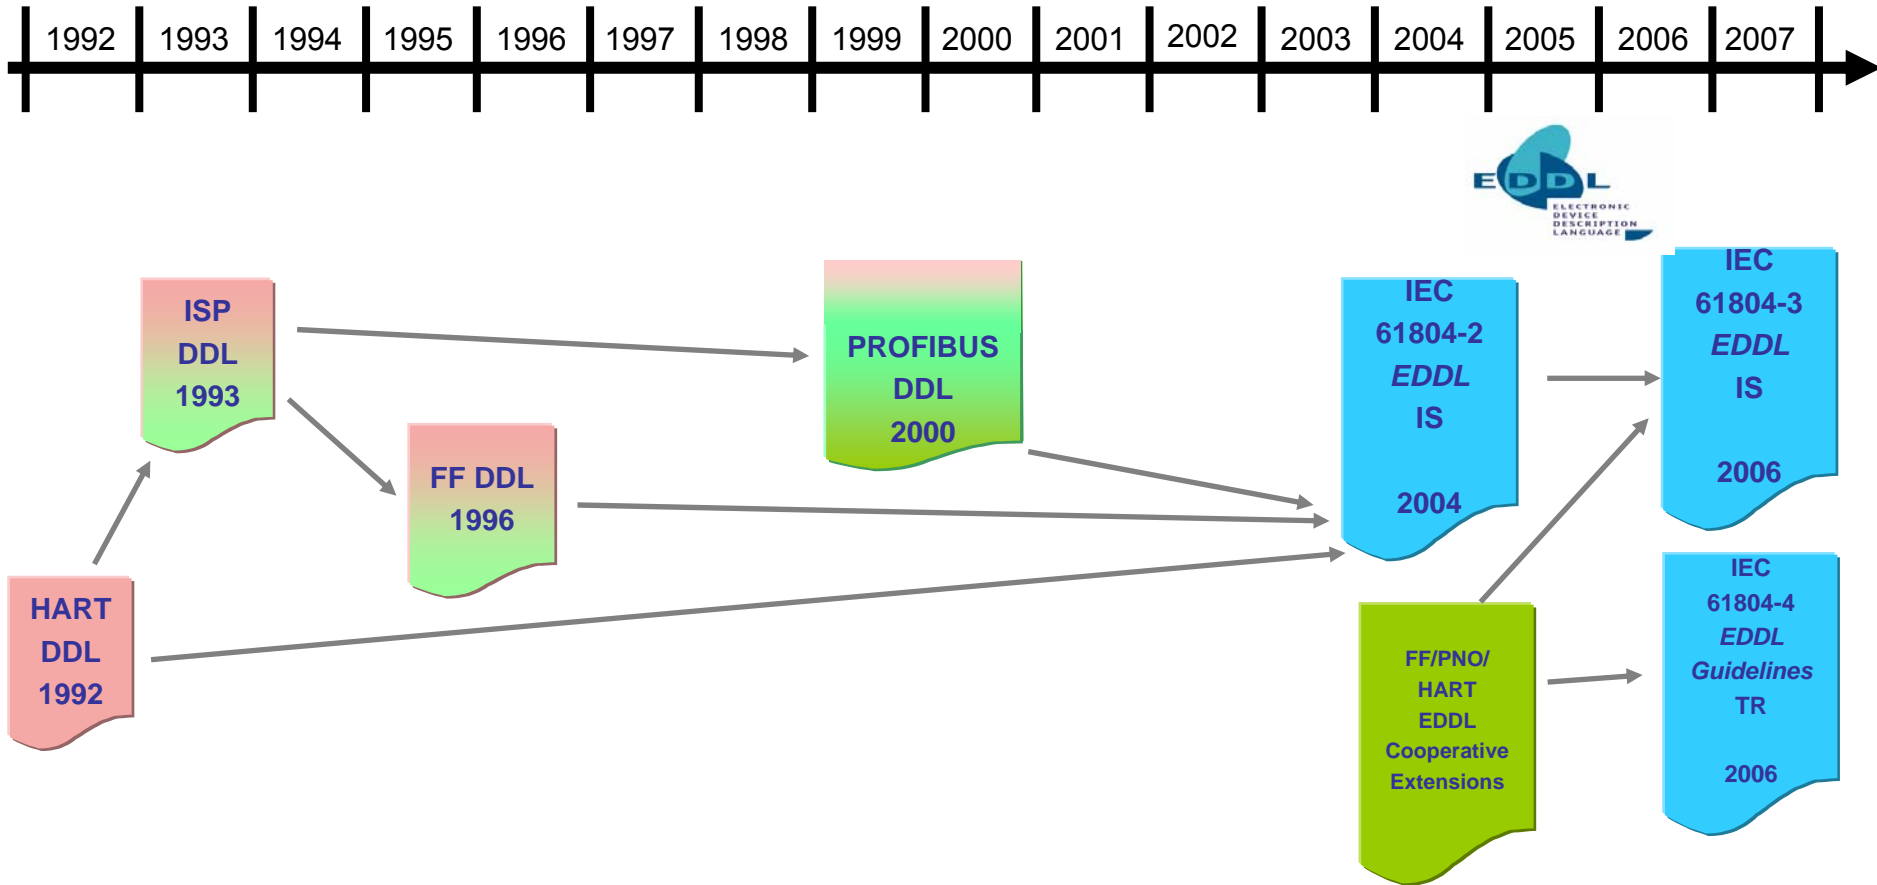 1992 1993 1994 1995 1996 1997 1998 1999 2000 2001 2002 2003 2004 2005 2006 2007
EDDL
ELECTRONIC
DEVICE
DESCRIPTION
LANGUAGE
ISP
DDL
1993
HART
DDL
1992
FF DDL
1996
PROFIBUS
DDL
2000
IEC
61804-2
EDDL
IS
2004
FF/PNO/
HART
EDDL
Cooperative
Extensions
IEC
61804-3
EDDL
IS
2006
IEC
61804-4
EDDL
Guidelines
TR
2006